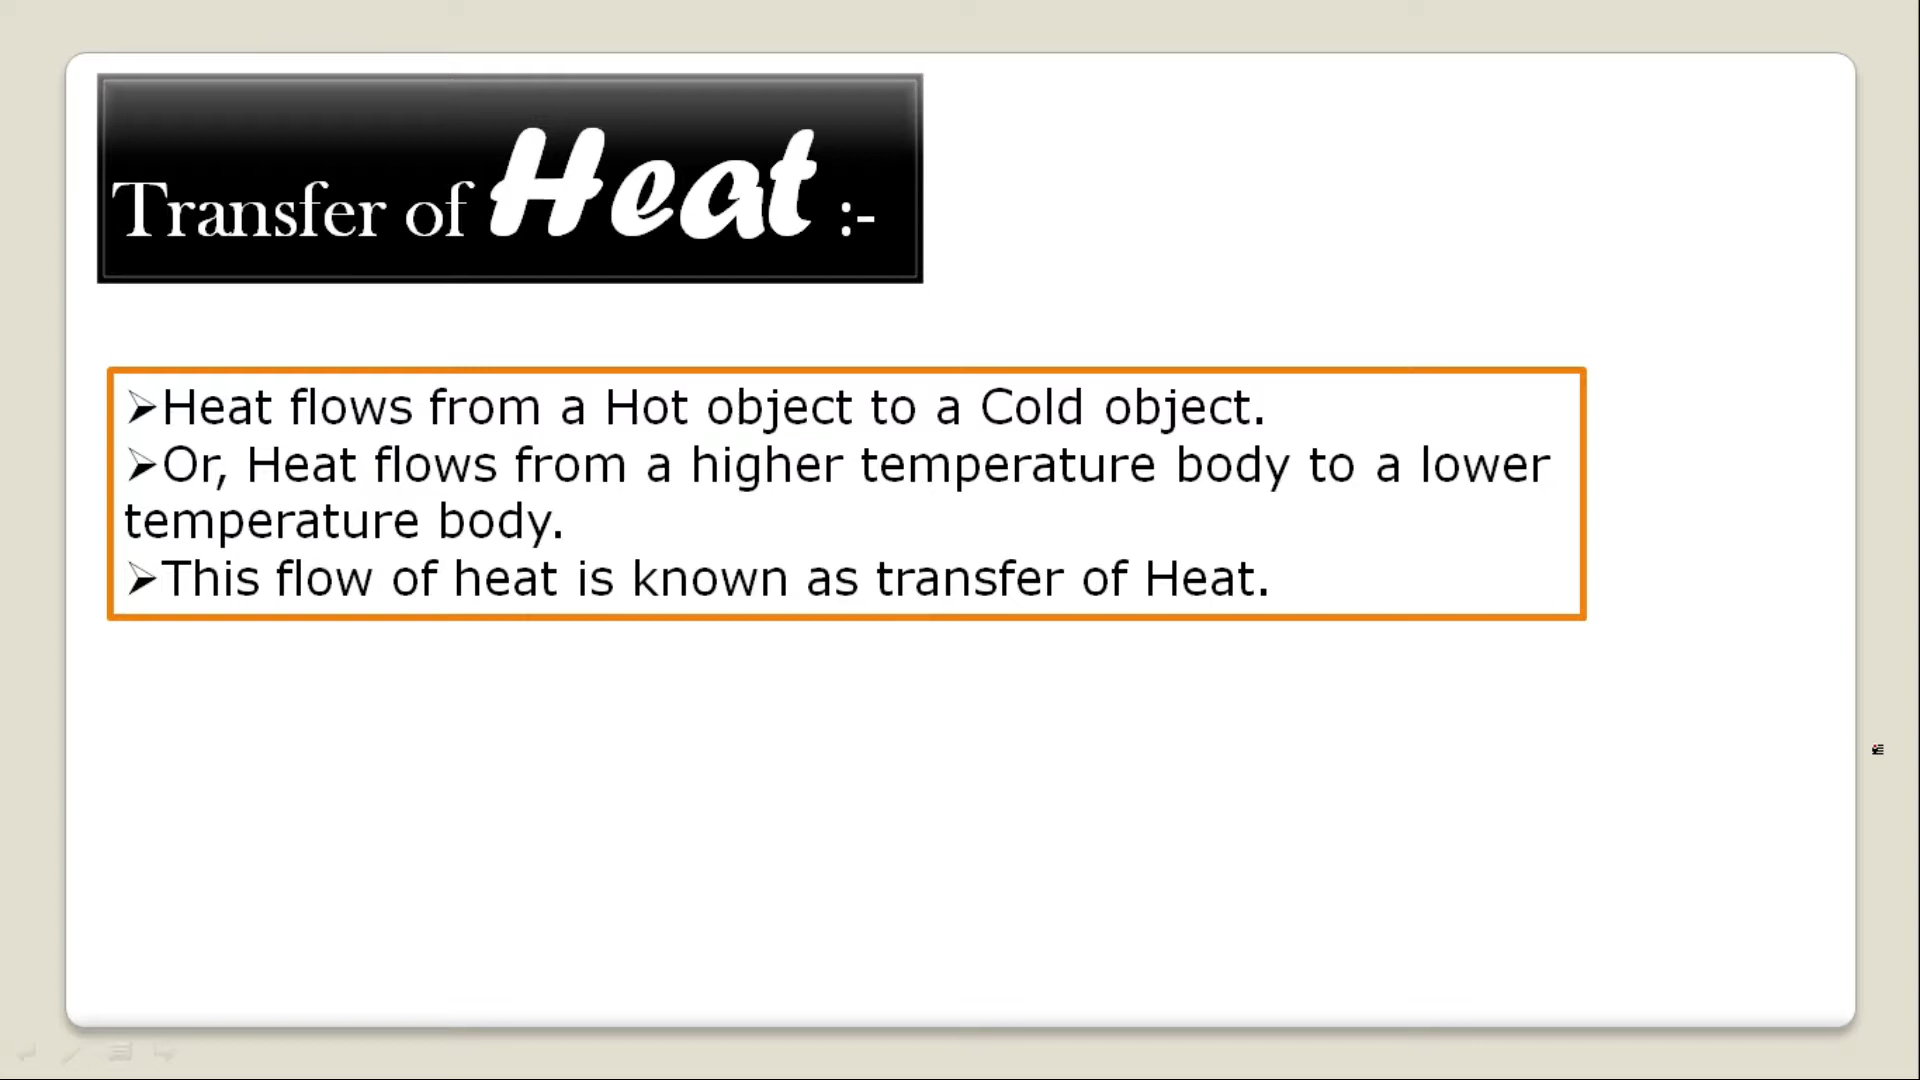 Transfer of Heat :-
➢Heat flows from a Hot object to a Cold object.
➢Or, Heat flows from a higher temperature body to a lower
temperature body.
➢This flow of heat is known as transfer of Heat.